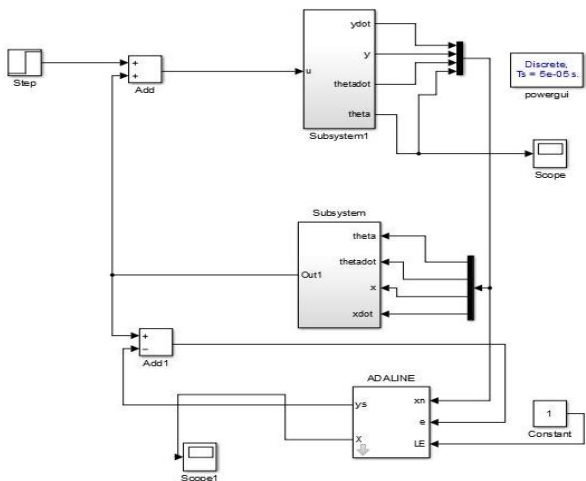 Step
+
+
Add
u
ydot
y
thetadot
theta
Subsystem1
Discrete,
Ts = 5e-05 s.
powergui
Scope
Subsystem
Out1
theta
thetadot
x
xdot
+
−
Add1
ADALINE
ys
X
xn
e
LE
1
Constant
Scope1